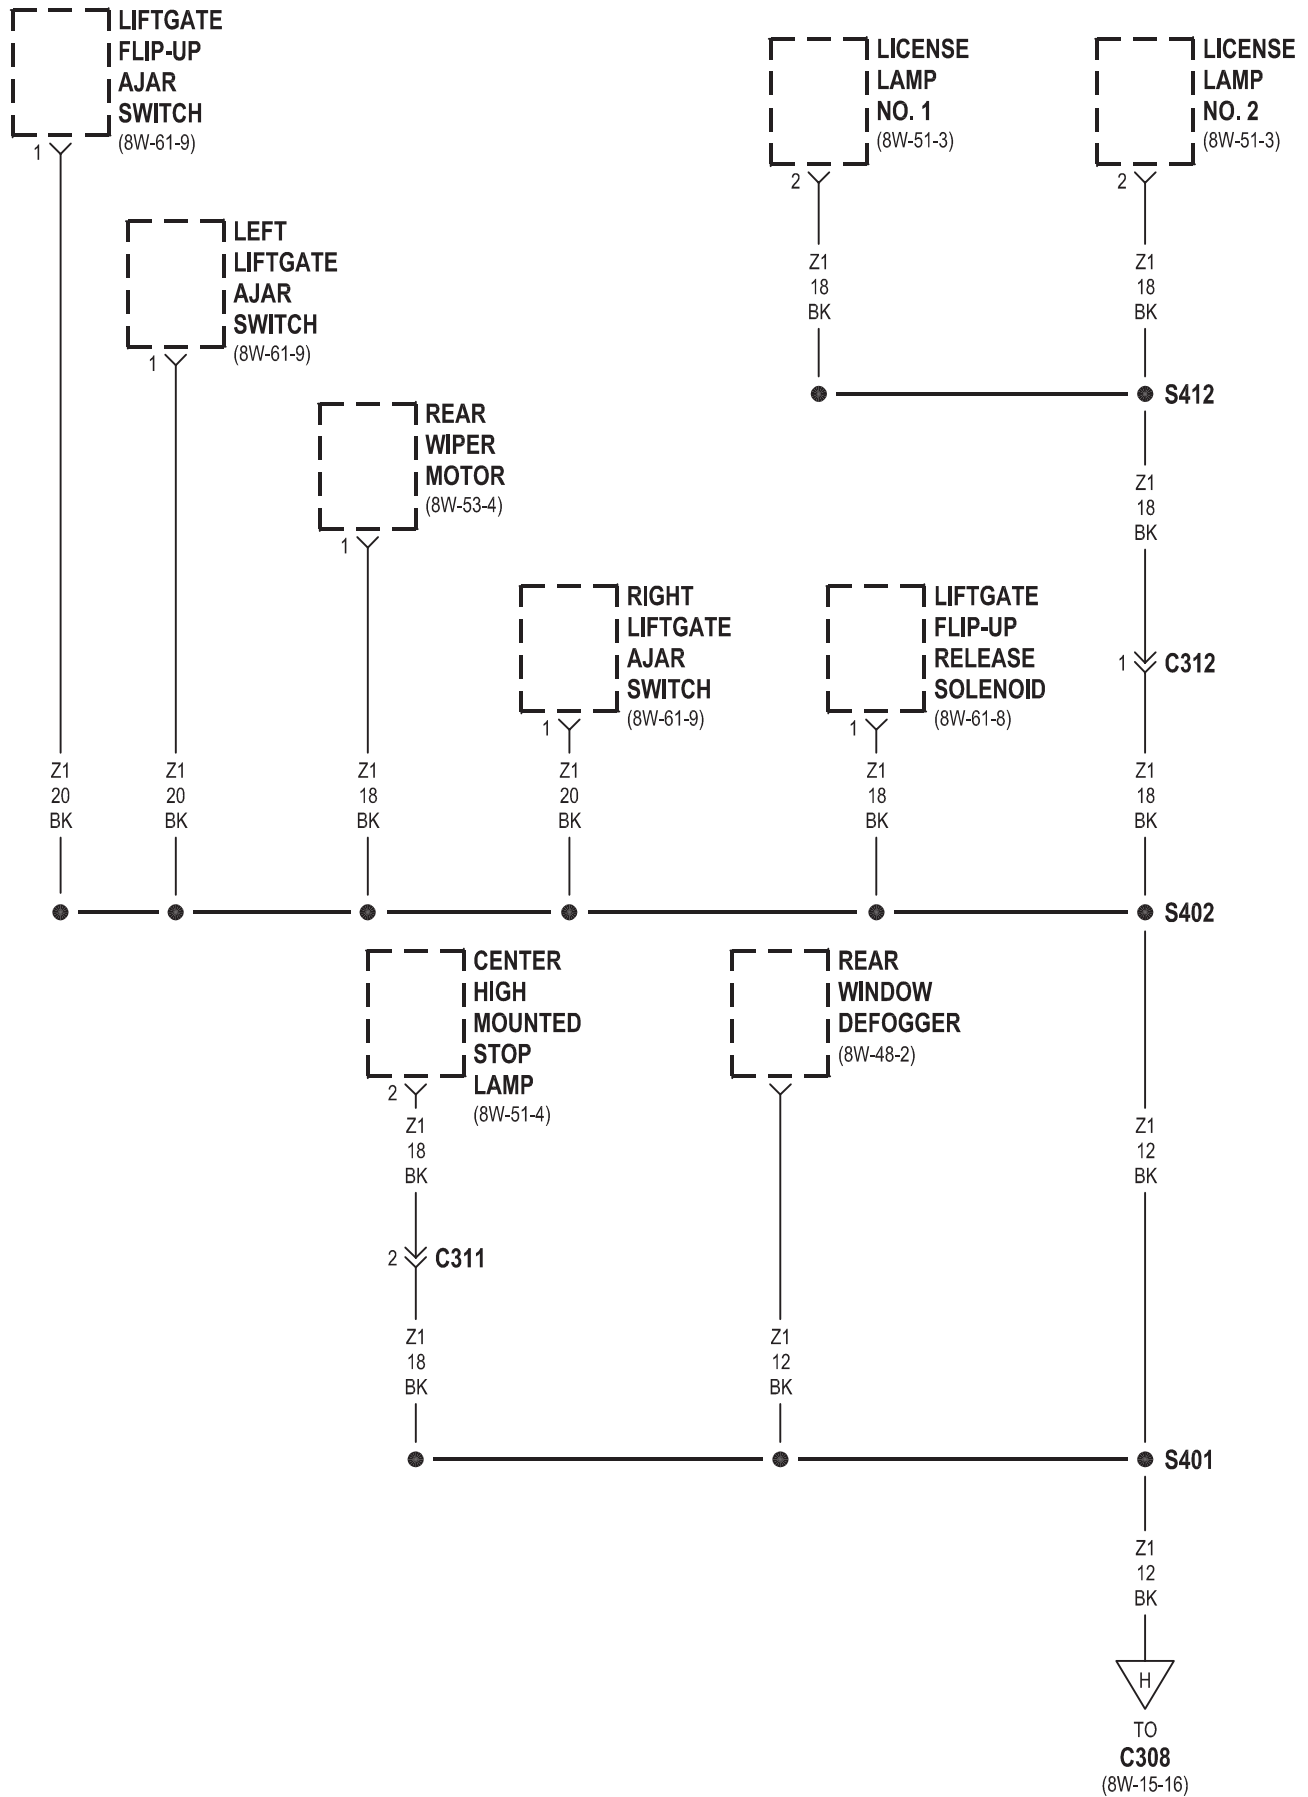 LIFTGATE
FLIP-UP
AJAR
SWITCH
(8W-61-9)
1
LICENSE
LAMP
NO. 1
(8W-51-3)
2
LICENSE
LAMP
NO. 2
(8W-51-3)
2
LEFT
LIFTGATE
AJAR
SWITCH
(8W-61-9)
1
Z1
18
BK
Z1
18
BK
S412
REAR
WIPER
MOTOR
(8W-53-4)
1
Z1
18
BK
RIGHT
LIFTGATE
AJAR
SWITCH
(8W-61-9)
1
LIFTGATE
FLIP-UP
RELEASE
SOLENOID
(8W-61-8)
1
1
C312
Z1
20
BK
Z1
20
BK
Z1
18
BK
Z1
20
BK
Z1
18
BK
Z1
18
BK
S402
CENTER
HIGH
MOUNTED
STOP
LAMP
(8W-51-4)
2
REAR
WINDOW
DEFOGGER
(8W-48-2)
Z1
18
BK
Z1
12
BK
2
C311
Z1
18
BK
Z1
12
BK
S401
Z1
12
BK
H
TO
C308
(8W-15-16)